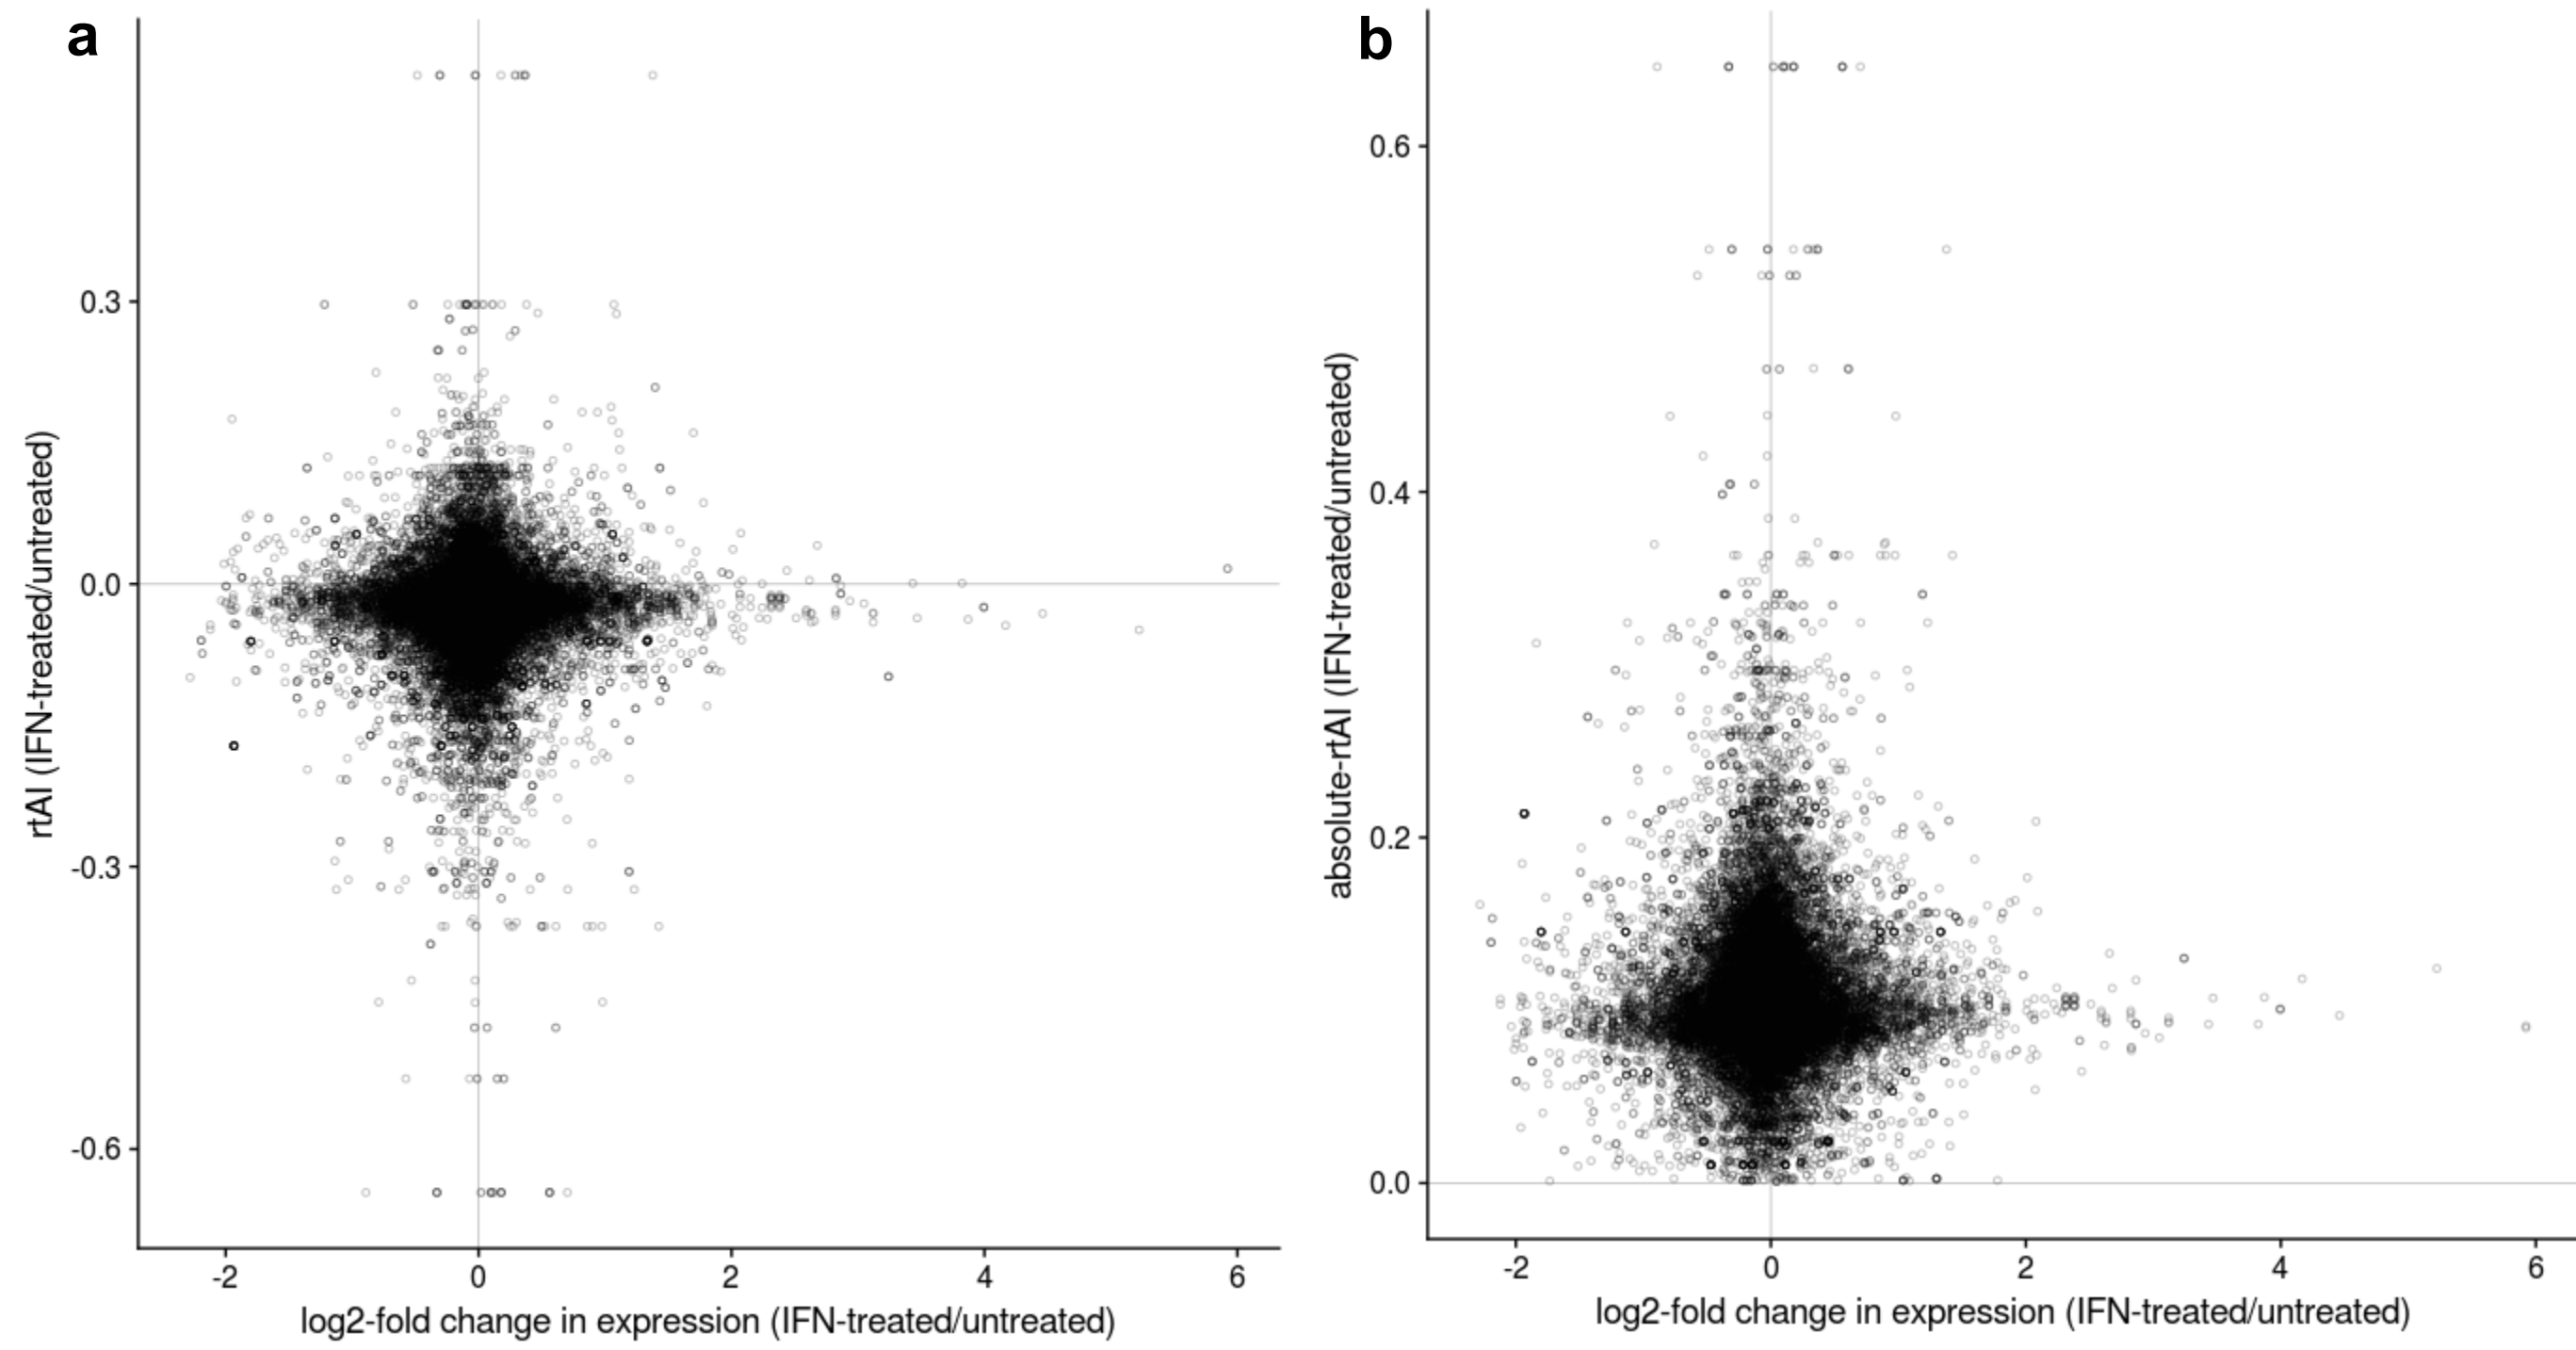 a
rtAI (IFN-treated/untreated)
0.3
0.0
-0.3
-0.6
-2 0 2 4 6
log2-fold change in expression (IFN-treated/untreated)
b
absolute-rtAI (IFN-treated/untreated)
0.6
0.4
0.2
0.0
-2 0 2 4 6
log2-fold change in expression (IFN-treated/untreated)